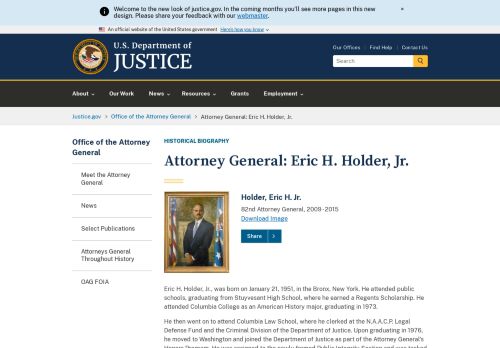 Welcome to the new look of justice.gov. In the coming months you'll see more pages in this new
design. Please share your feedback with our webmaster.
×
An official website of the United States government Here's how you know
U.S. Department of
JUSTICE
Our Offices Find Help Contact Us
Search
About Our Work News Resources Grants Employment
Justice.gov > Office of the Attorney General > Attorney General: Eric H. Holder, Jr.
Office of the Attorney
General
Meet the Attorney
General
News
Select Publications
Attorneys General
Throughout History
OAG FOIA
HISTORICAL BIOGRAPHY
Attorney General: Eric H. Holder, Jr.
Holder, Eric H. Jr.
82nd Attorney General, 2009-2015
Download Image
Share >
Eric H. Holder, Jr., was born on January 21, 1951, in the Bronx, New York. He attended public
schools, graduating from Stuyvesant High School, where he earned a Regents Scholarship. He
attended Columbia College as an American History major, graduating in 1973.
He then went on to attend Columbia Law School, where he clerked at the N.A.A.C.P. Legal
Defense Fund and the Criminal Division of the Department of Justice. Upon graduating in 1976,
he moved to Washington and joined the Department of Justice as part of the Attorney General's